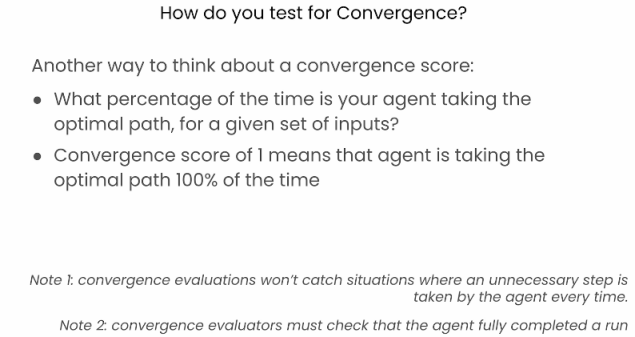 How do you test for Convergence?
Another way to think about a convergence score:
● What percentage of the time is your agent taking the
optimal path, for a given set of inputs?
● Convergence score of 1 means that agent is taking the
optimal path 100% of the time
Note 1: convergence evaluations won't catch situations where an unnecessary step is
taken by the agent every time.
Note 2: convergence evaluators must check that the agent fully completed a run